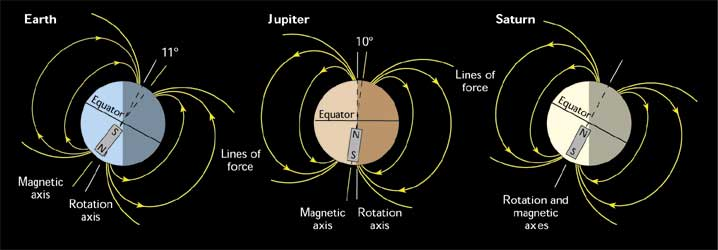 Earth
11°
Equator
S
N
Magnetic
axis
Rotation
axis
Lines of
force
Jupiter
10°
Equator
N
S
Magnetic
axis
Rotation
axis
Saturn
Lines of
force
Equator
N
S
Rotation and
magnetic
axes